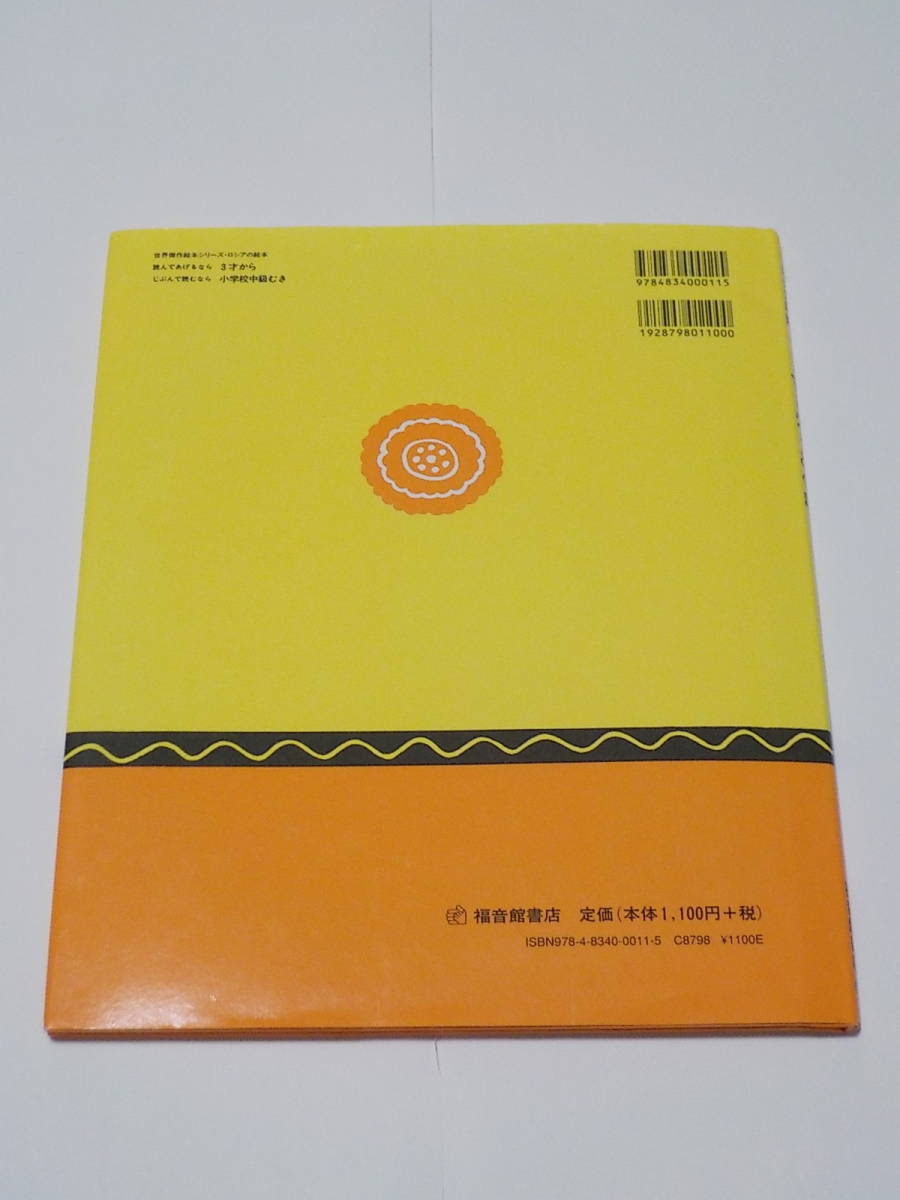 世界傑作絵本シリーズ・ロシアの絵本
読んであげるなら 3才から
じぶんで読むなら 小学校中級むき
9784834000115
1928798011000
福音館書店 定価(本体1,100円+税)
ISBN978-4-8340-0011-5 C8798 ¥1100E